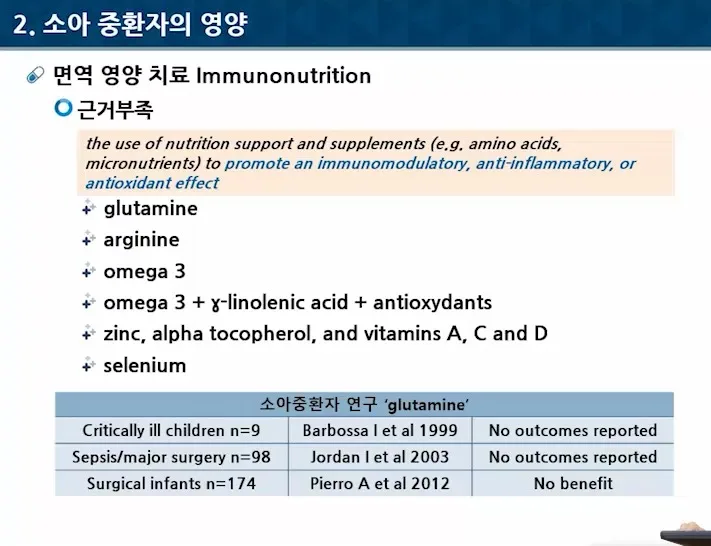 2. 소아 중환자의 영양
면역 영양 치료 Immunonutrition
근거부족
the use of nutrition support and supplements (e,g, amino acids,
micronutrients) to promote an immunomodulatory, anti-inflammatory, or
antioxidant effect
glutamine
arginine
omega 3
omega 3 + ɣ-linolenic acid + antioxydants
zinc, alpha tocopherol, and vitamins A, C and D
selenium
소아중환자 연구 ‘glutamine’
Critically ill children n=9 Barbossa I et al 1999 No outcomes reported
Sepsis/major surgery n=98 Jordan I et al 2003 No outcomes reported
Surgical infants n=174 Pierro A et al 2012 No benefit